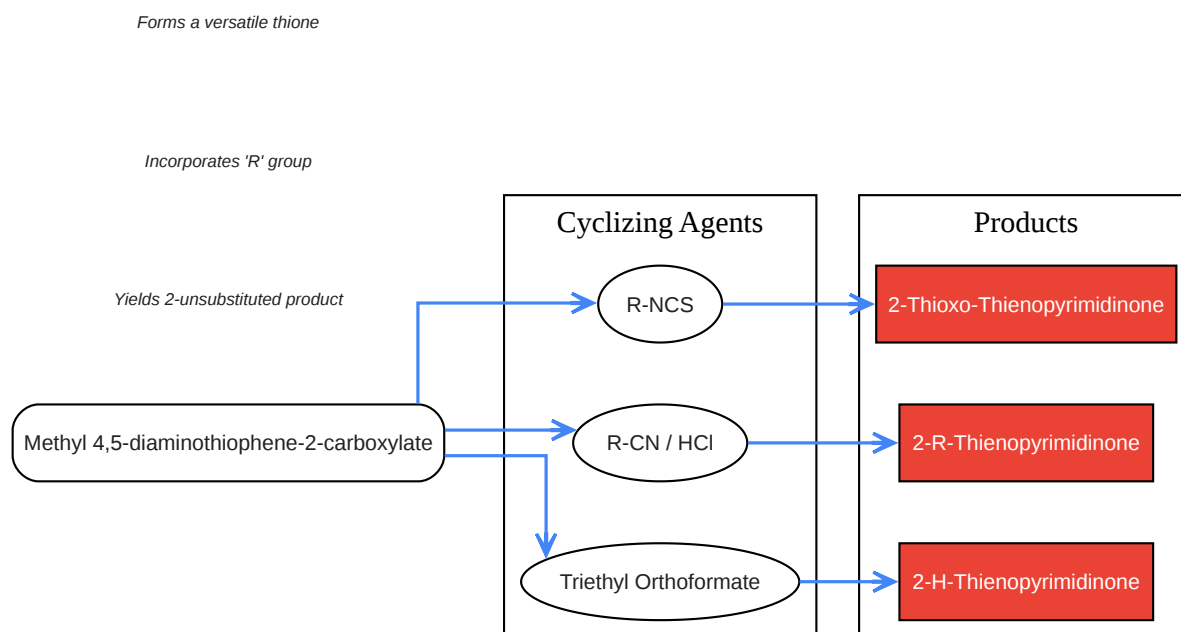 Forms a versatile thione
Incorporates 'R' group
Cyclizing Agents
Products
Yields 2-unsubstituted product
R-NCS
2-Thioxo-Thienopyrimidinone
Methyl 4,5-diaminothiophene-2-carboxylate
R-CN / HCl
2-R-Thienopyrimidinone
Triethyl Orthoformate
2-H-Thienopyrimidinone